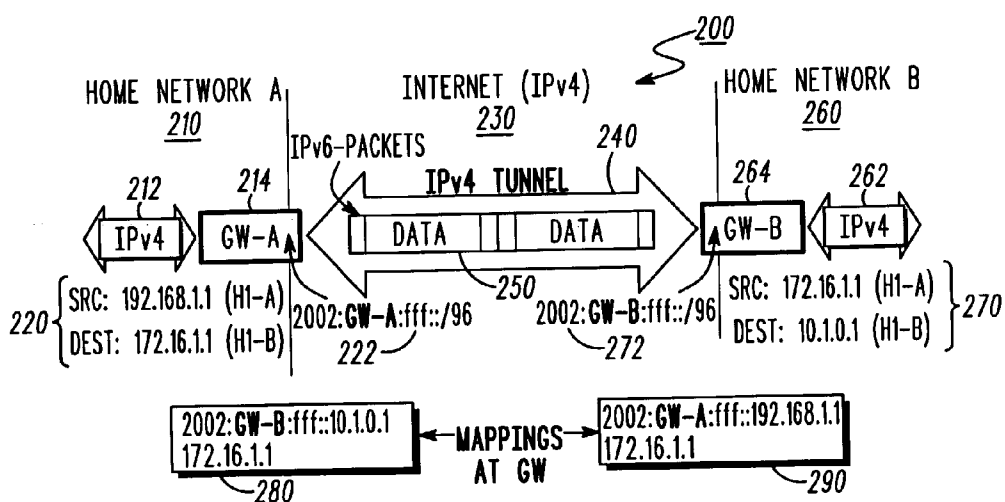 200
HOME NETWORK A
210
INTERNET (IPv4)
230
HOME NETWORK B
260
IPv6-PACKETS
240
212
214
IPv4 TUNNEL
264
262
IPv4
GW-A
DATA
DATA
GW-B
IPv4
250
220
SRC: 192.168.1.1 (H1-A)
DEST: 172.16.1.1 (H1-B)
2002:GW-A:fff::/96
222
2002:GW-B:fff::/96
272
SRC: 172.16.1.1 (H1-A)
DEST: 10.1.0.1 (H1-B)
270
2002:GW-B:fff::10.1.0.1
172.16.1.1
280
MAPPINGS
AT GW
2002:GW-A:fff::192.168.1.1
172.16.1.1
290